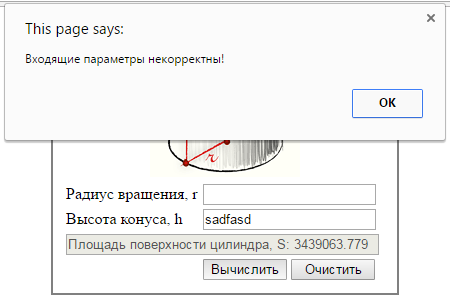 This page says:
Входящие параметры некорректны!
OK
r
Радиус вращения, r
Высота конуса, h sadfasd
Площадь поверхности цилиндра, S: 3439063.779
Вычислить Очистить